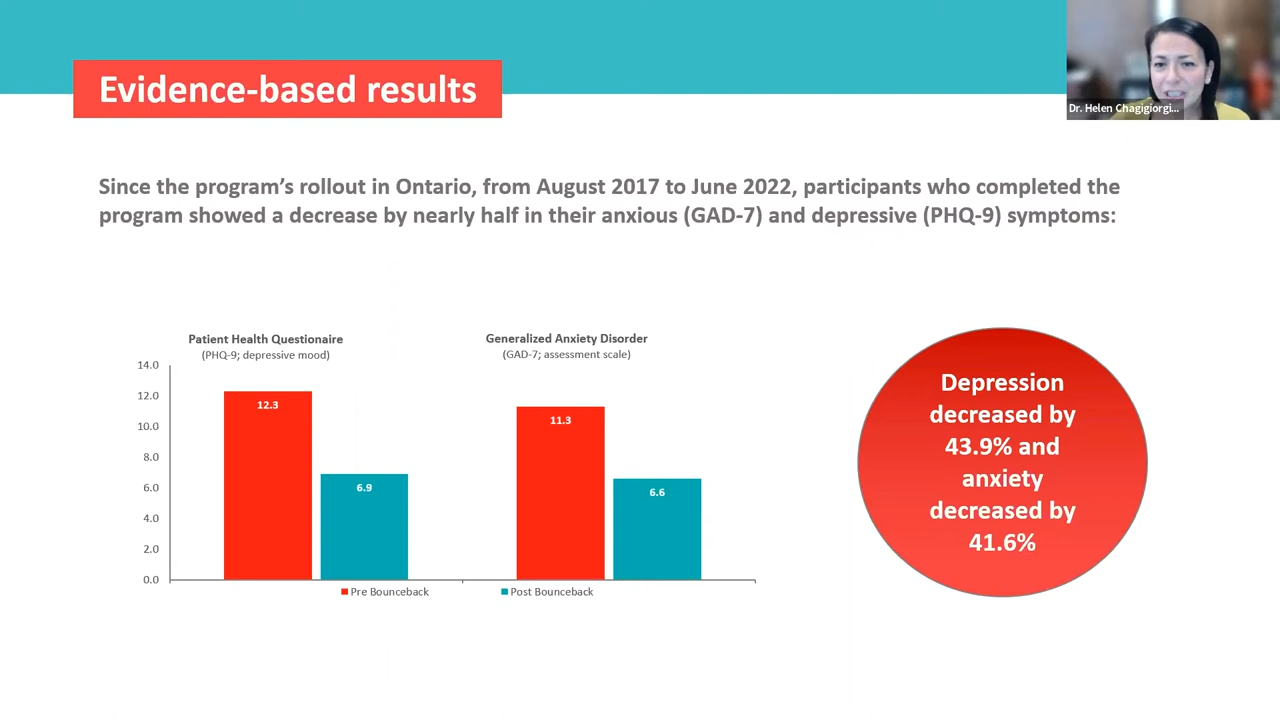 Evidence-based results
Dr. Helen Chagigiorgi...
Since the program's rollout in Ontario, from August 2017 to June 2022, participants who completed the
program showed a decrease by nearly half in their anxious (GAD-7) and depressive (PHQ-9) symptoms:
Patient Health Questionaire
(PHQ-9; depressive mood)
Generalized Anxiety Disorder
(GAD-7; assessment scale)
14.0
12.0
10.0
8.0
6.0
4.0
2.0
0.0
12.3
6.9
11.3
6.6
Pre Bounceback
Post Bounceback
Depression
decreased by
43.9% and
anxiety
decreased by
41.6%